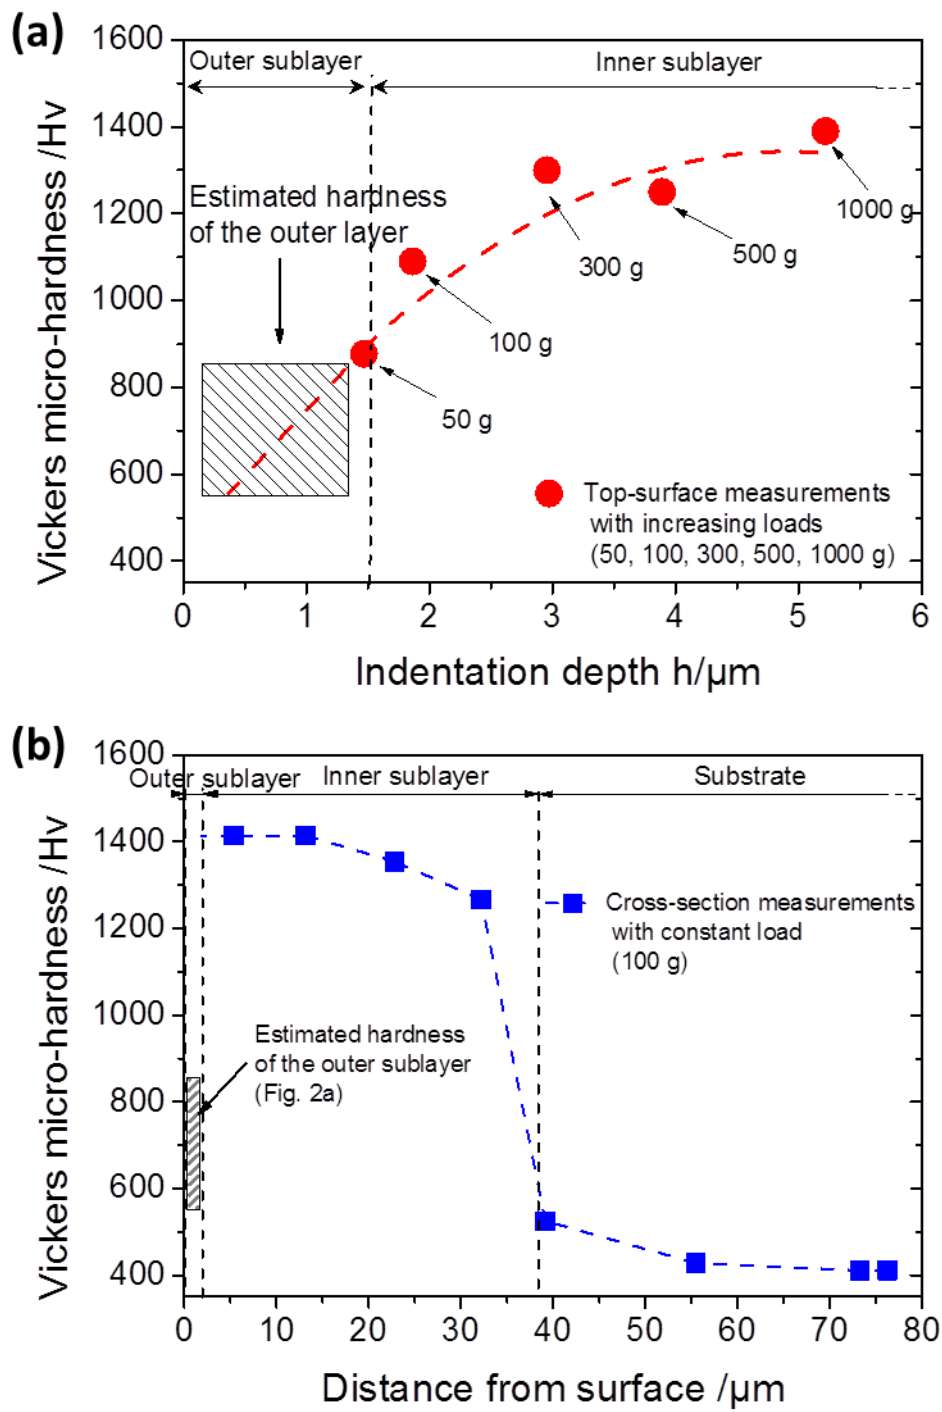 (a)
1600
1400
1200
1000
800
600
400
Vickers micro-hardness /Hv
Outer sublayer
Inner sublayer
Estimated hardness
of the outer layer
1000 g
500 g
300 g
100 g
50 g
Top-surface measurements
with increasing loads
(50, 100, 300, 500, 1000 g)
0 1 2 3 4 5 6
Indentation depth h/µm
(b)
1600
1400
1200
1000
800
600
400
Vickers micro-hardness /Hv
Outer sublayer
Inner sublayer
Substrate
Cross-section measurements
with constant load
(100 g)
Estimated hardness
of the outer sublayer
(Fig. 2a)
0 10 20 30 40 50 60 70 80
Distance from surface /µm